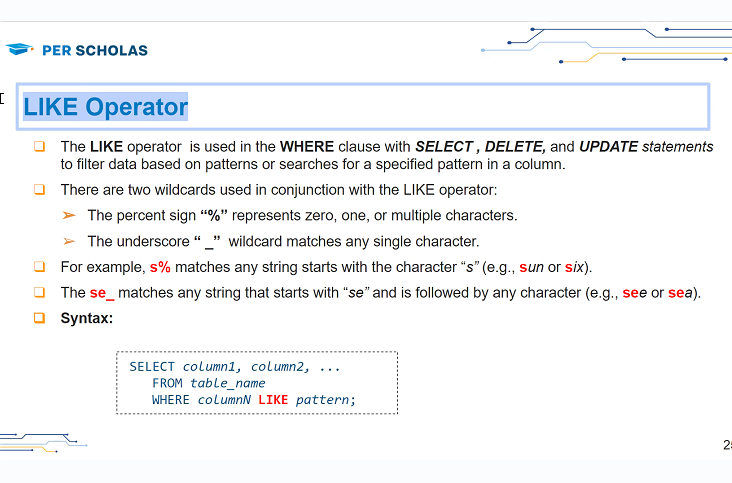 PER SCHOLAS
LIKE Operator
The LIKE operator is used in the WHERE clause with SELECT , DELETE, and UPDATE statements
to filter data based on patterns or searches for a specified pattern in a column.
There are two wildcards used in conjunction with the LIKE operator:
The percent sign “%” represents zero, one, or multiple characters.
The underscore “ _” wildcard matches any single character.
For example, s% matches any string starts with the character “s” (e.g., sun or six).
The se_ matches any string that starts with “se” and is followed by any character (e.g., see or sea).
Syntax:
SELECT column1, column2, ...
FROM table_name
WHERE columnN LIKE pattern;